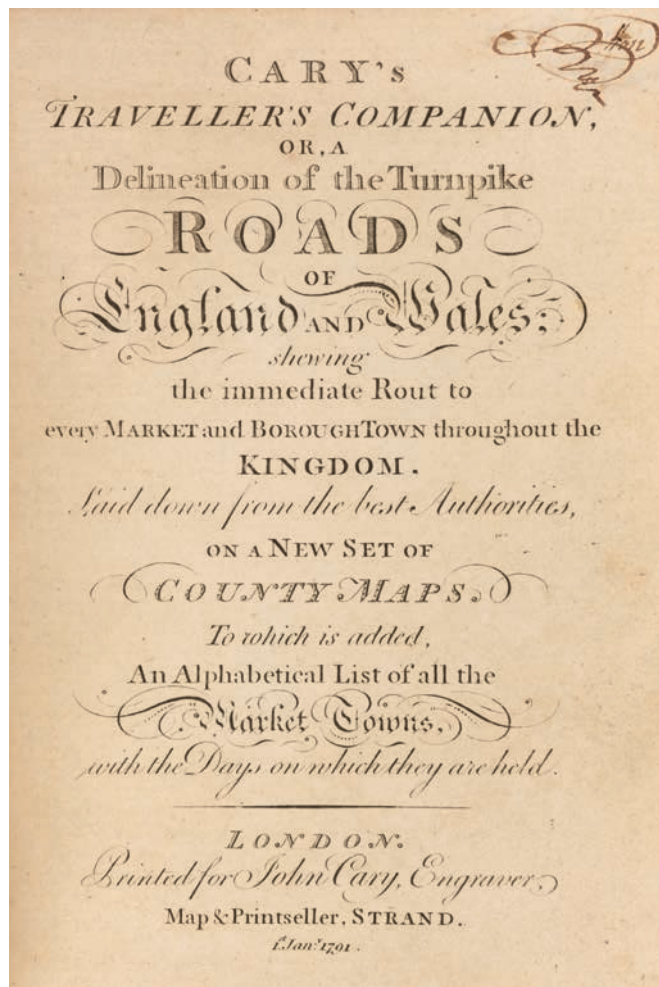 CARY's
TRAVELLER'S COMPANION,
OR, A
Delineation of the Turnpike
ROADS
OF
England AND Wales;
shewing
the immediate Rout to
every MARKET and BOROUGH TOWN throughout the
KINGDOM.
Laid down from the best Authorities,
ON A NEW SET OF
COUNTY MAPS.
To which is added,
An Alphabetical List of all the
Market Towns,
with the Days on which they are held.
LONDON.
Printed for John Cary, Engraver,
Map & Printseller, STRAND.
1st Jany 1791.